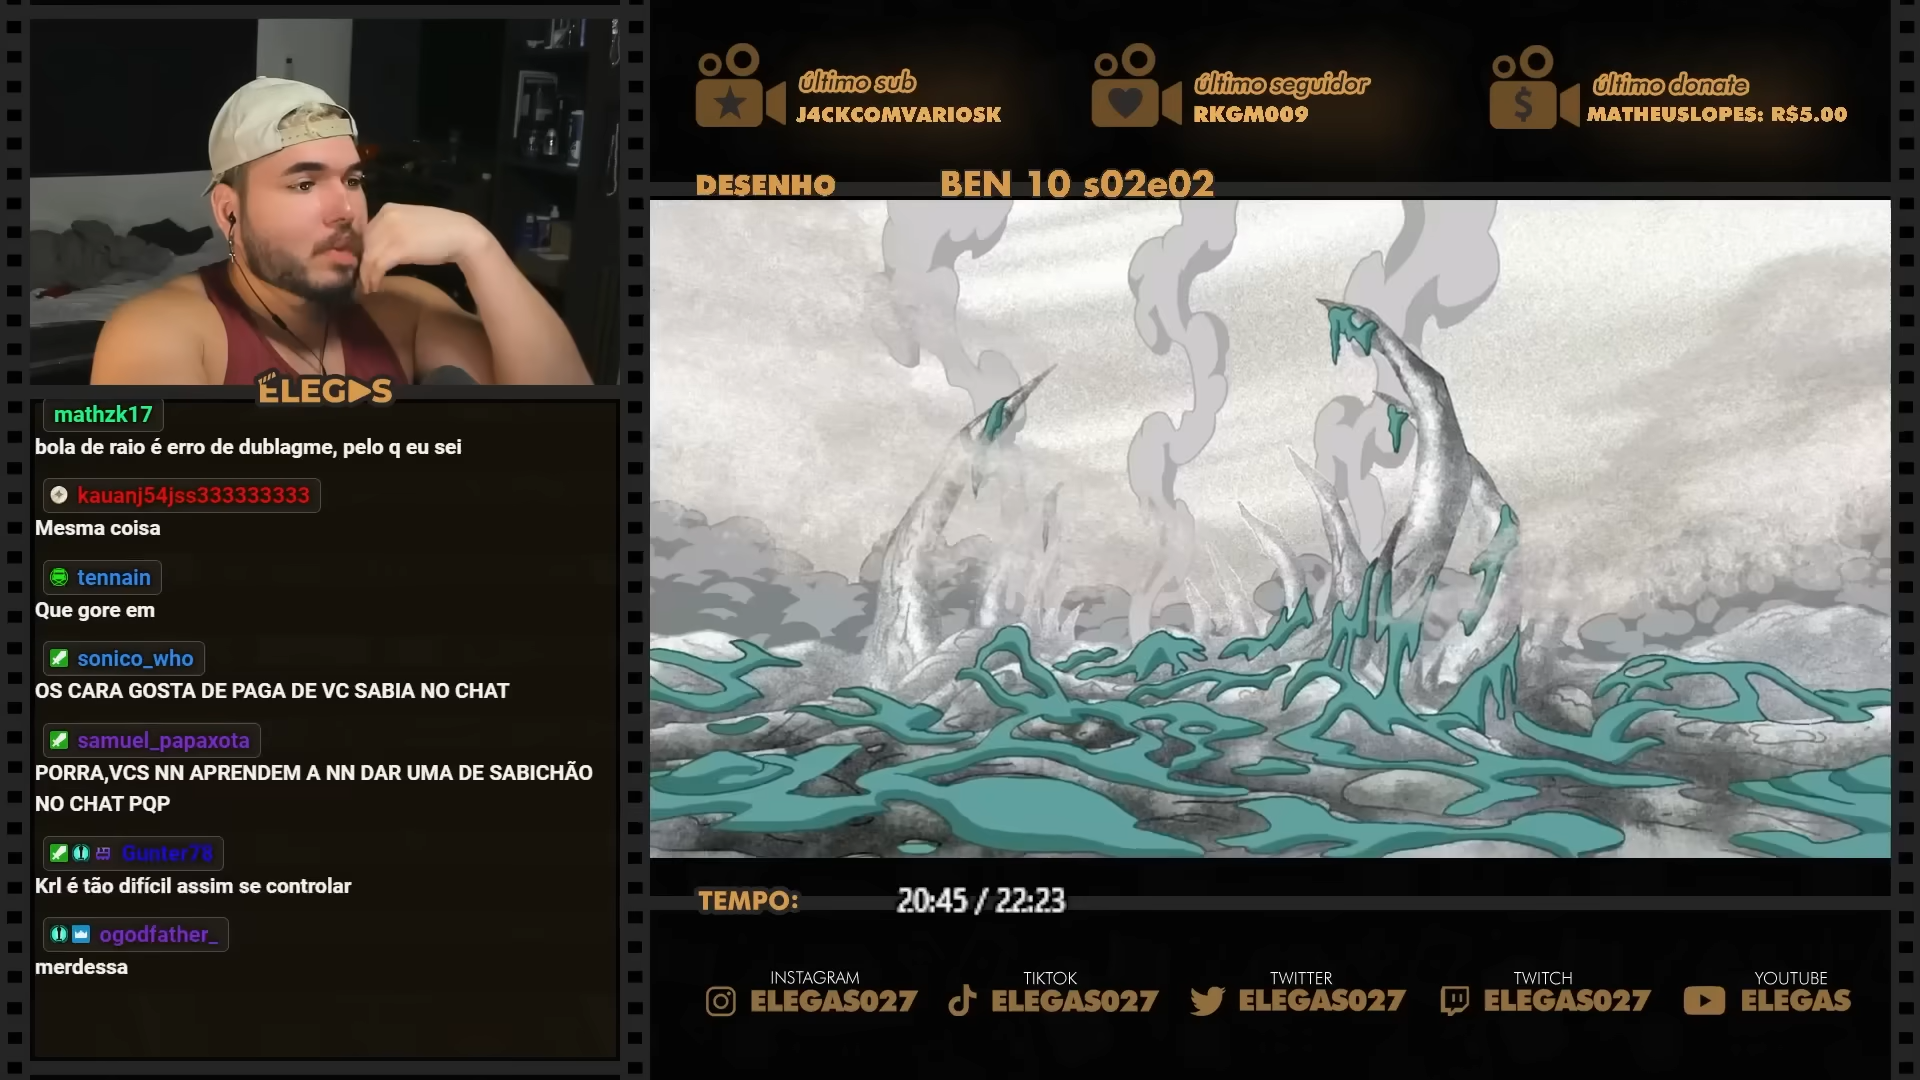 último sub
J4CKCOMVARIOSK
último seguidor
RKGM009
último donate
MATHEUSLOPES: R$5.00
DESENHO
BEN 10 s02e02
ELEGAS
mathzk17
bola de raio é erro de dublagme, pelo q eu sei
kauanj54jss333333333
Mesma coisa
tennain
Que gore em
sonico_who
OS CARA GOSTA DE PAGA DE VC SABIA NO CHAT
samuel_papaxota
PORRA,VCS NN APRENDEM A NN DAR UMA DE SABICHÃO
NO CHAT PQP
Gunter78
Krl é tão difícil assim se controlar
ogodfather_
merdessa
TEMPO:
20:45 / 22:23
INSTAGRAM
ELEGAS027
TIKTOK
ELEGAS027
TWITTER
ELEGAS027
TWITCH
ELEGAS027
YOUTUBE
ELEGAS